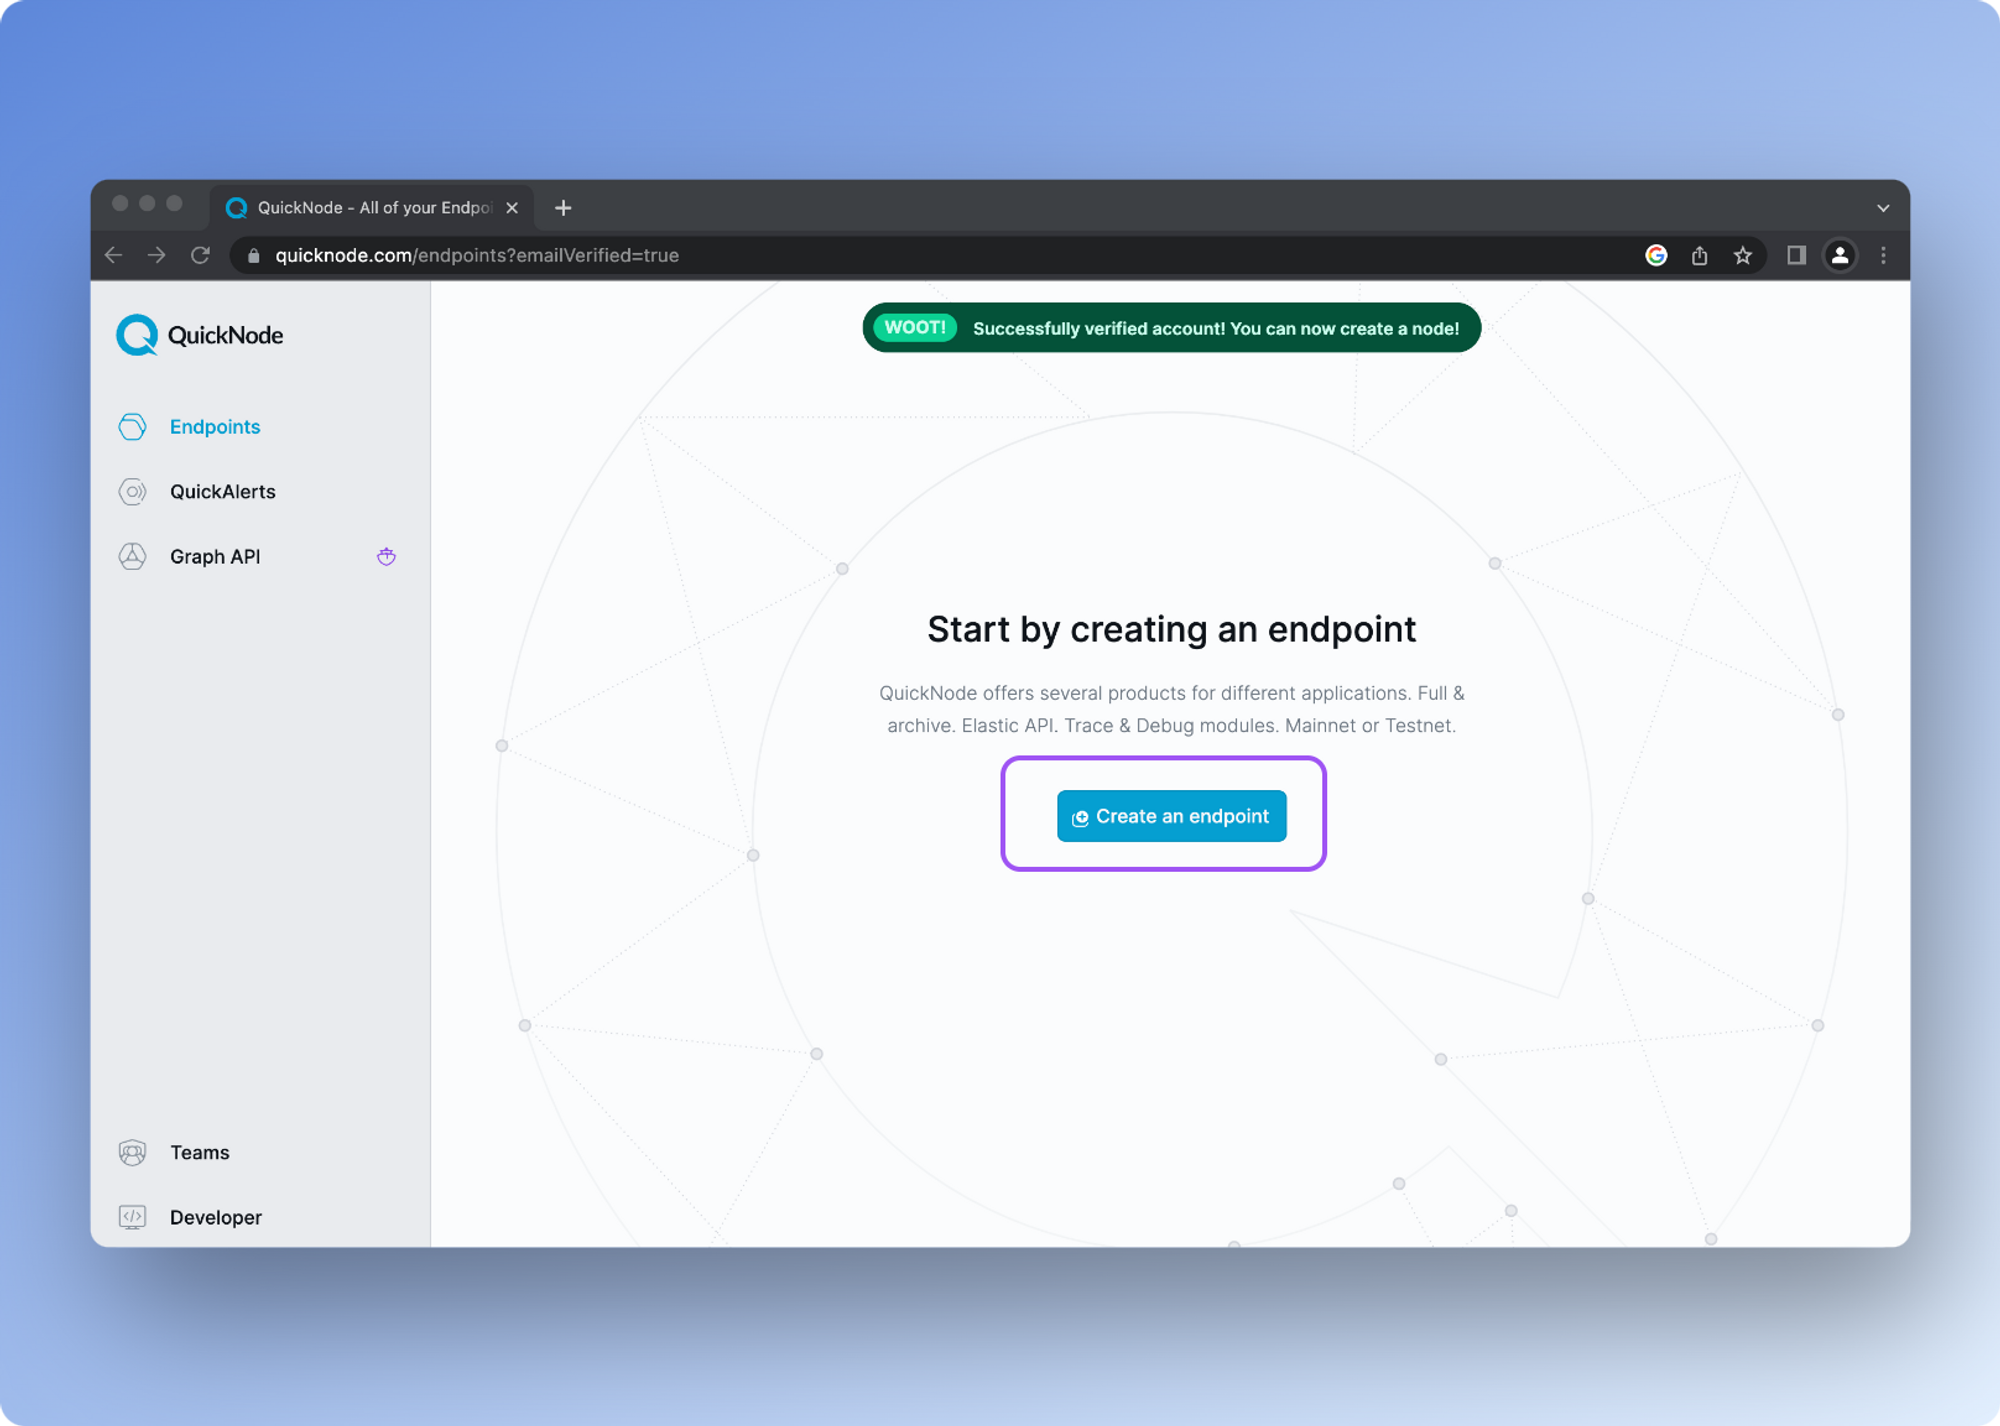 QuickNode - All of your Endpoi
quicknode.com/endpoints?emailVerified=true
QuickNode
WOOT! Successfully verified account! You can now create a node!
Endpoints
QuickAlerts
Graph API
Start by creating an endpoint
QuickNode offers several products for different applications. Full &
archive. Elastic API. Trace & Debug modules. Mainnet or Testnet.
Create an endpoint
Teams
Developer